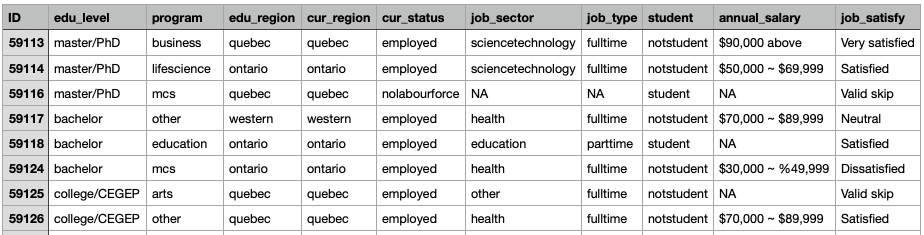 ID edu_level program edu_region cur_region cur_status job_sector job_type student annual_salary job_satisfy
59113 master/PhD business quebec quebec employed sciencetechnology fulltime notstudent $90,000 above Very satisfied
59114 master/PhD lifescience ontario ontario employed sciencetechnology fulltime notstudent $50,000 ~ $69,999 Satisfied
59116 master/PhD mcs quebec quebec nolabourforce NA NA student NA Valid skip
59117 bachelor other western western employed health fulltime notstudent $70,000 ~ $89,999 Neutral
59118 bachelor education ontario ontario employed education parttime student NA Satisfied
59124 bachelor mcs ontario ontario employed health fulltime notstudent $30,000 ~ %49,999 Dissatisfied
59125 college/CEGEP arts quebec quebec employed other fulltime notstudent NA Valid skip
59126 college/CEGEP other quebec quebec employed health fulltime notstudent $70,000 ~ $89,999 Satisfied